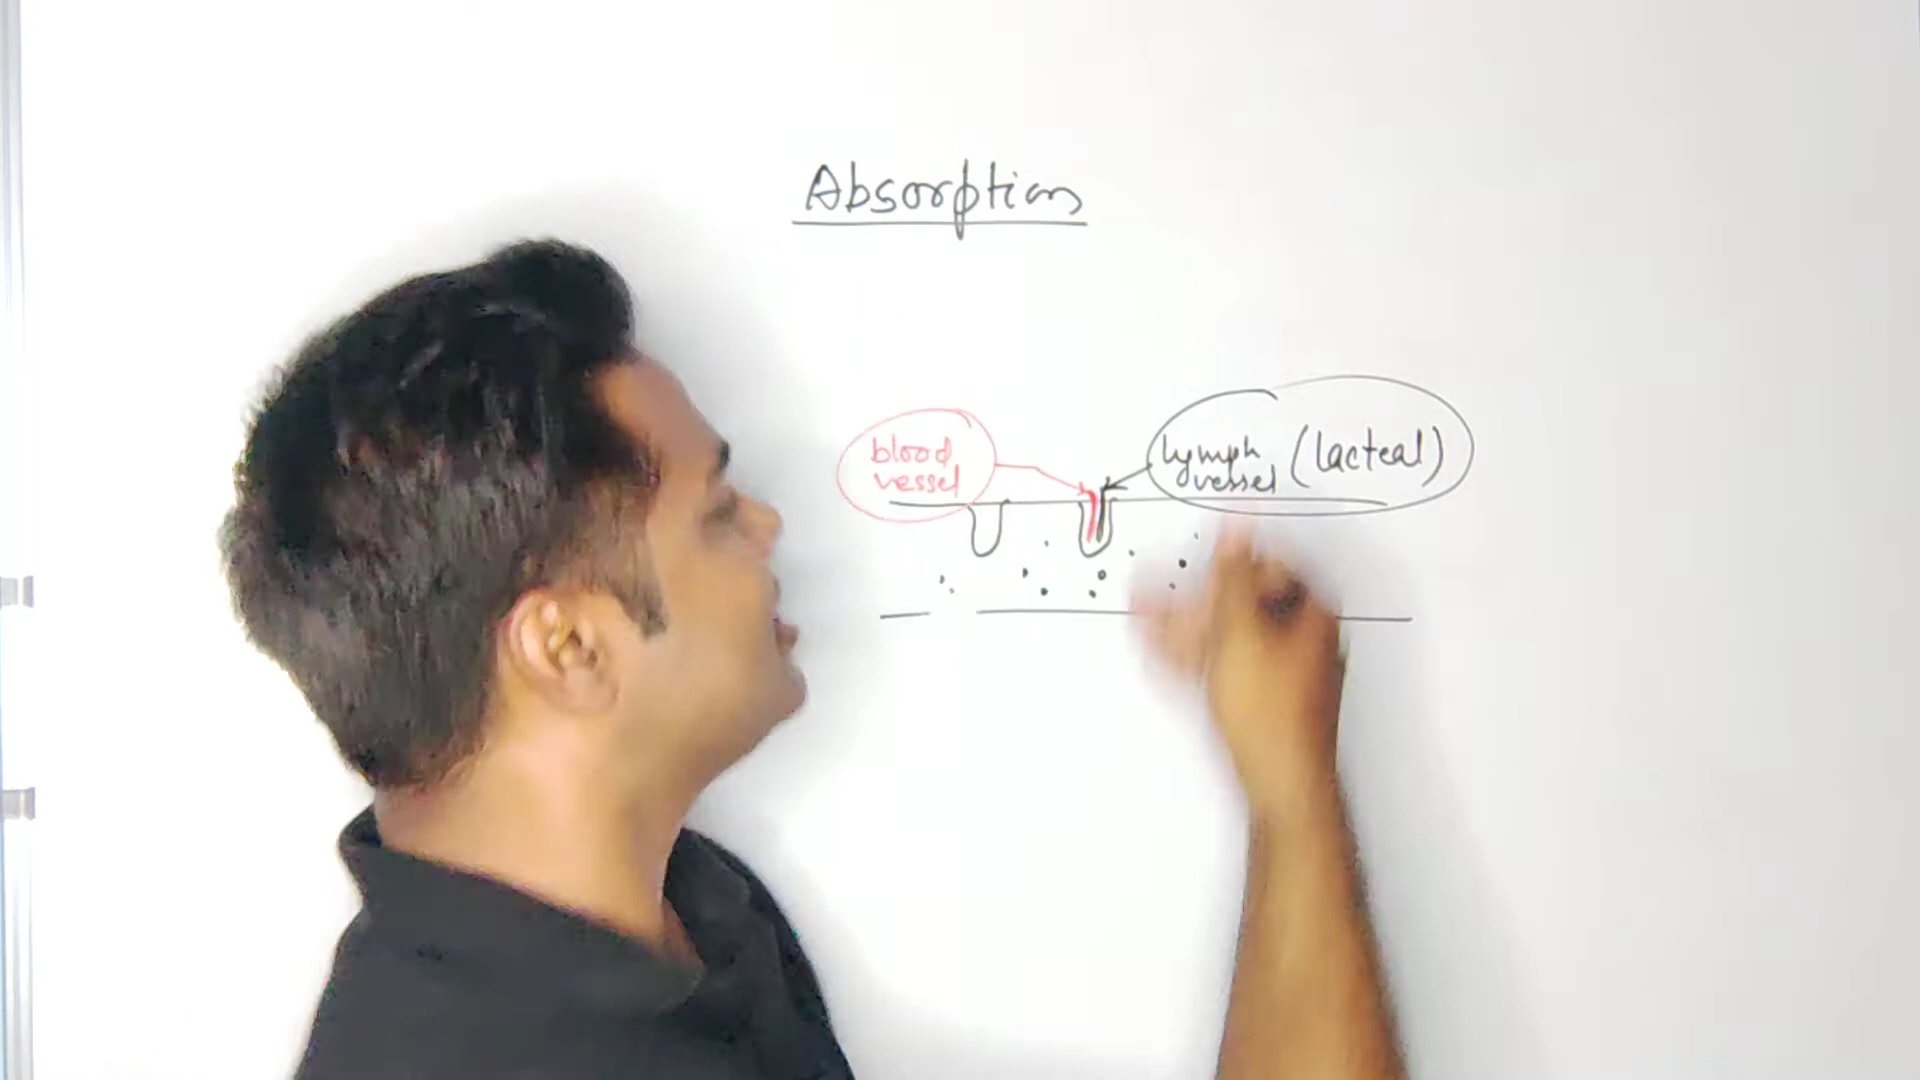 Absorption
blood
vessel
lymph (lacteal)
vessel